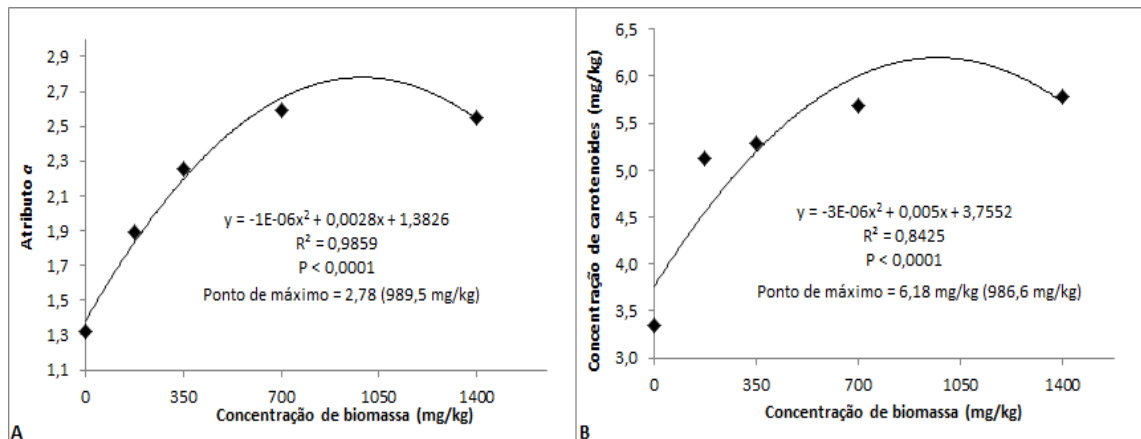 Atributo a
2,9
2,7
2,5
2,3
2,1
1,9
1,7
1,5
1,3
1,1
y = -1E-06x² + 0,0028x + 1,3826
R² = 0,9859
P < 0,0001
Ponto de máximo = 2,78 (989,5 mg/kg)
0 350 700 1050 1400
Concentração de biomassa (mg/kg)
A
B
Concentração de carotenoides (mg/kg)
6,5
6,0
5,5
5,0
4,5
4,0
3,5
3,0
y = -3E-06x² + 0,005x + 3,7552
R² = 0,8425
P < 0,0001
Ponto de máximo = 6,18 mg/kg (986,6 mg/kg)
0 350 700 1050 1400
Concentração de biomassa (mg/kg)
B